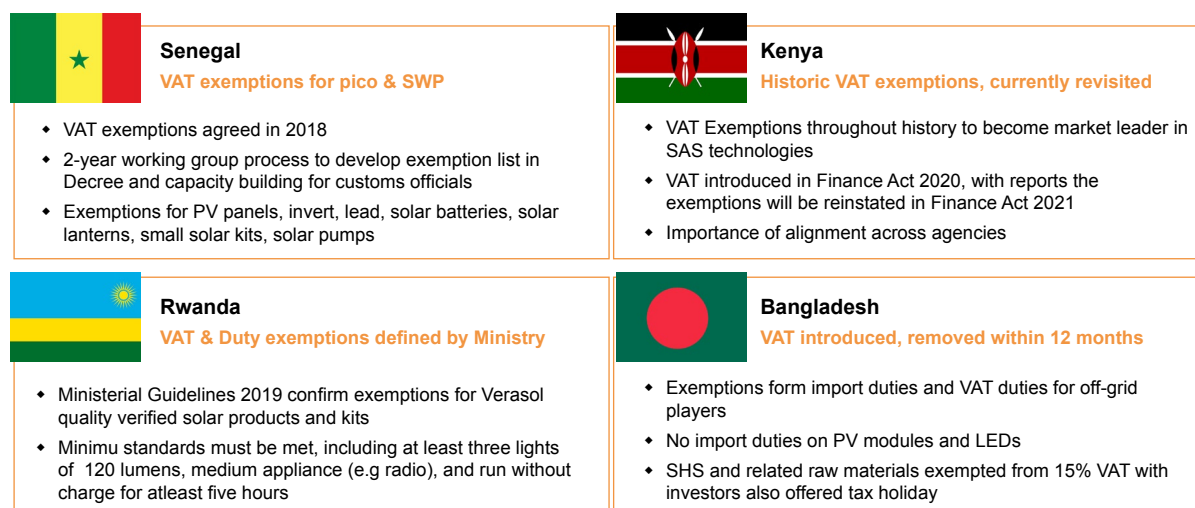 Senegal
VAT exemptions for pico & SWP
◆ VAT exemptions agreed in 2018
◆ 2-year working group process to develop exemption list in
Decree and capacity building for customs officials
◆ Exemptions for PV panels, invert, lead, solar batteries, solar
lanterns, small solar kits, solar pumps
Kenya
Historic VAT exemptions, currently revisited
◆ VAT Exemptions throughout history to become market leader in
SAS technologies
◆ VAT introduced in Finance Act 2020, with reports the
exemptions will be reinstated in Finance Act 2021
◆ Importance of alignment across agencies
Rwanda
VAT & Duty exemptions defined by Ministry
◆ Ministerial Guidelines 2019 confirm exemptions for Verasol
quality verified solar products and kits
◆ Minimu standards must be met, including at least three lights
of 120 lumens, medium appliance (e.g radio), and run without
charge for atleast five hours
Bangladesh
VAT introduced, removed within 12 months
◆ Exemptions form import duties and VAT duties for off-grid
players
◆ No import duties on PV modules and LEDs
◆ SHS and related raw materials exempted from 15% VAT with
investors also offered tax holiday